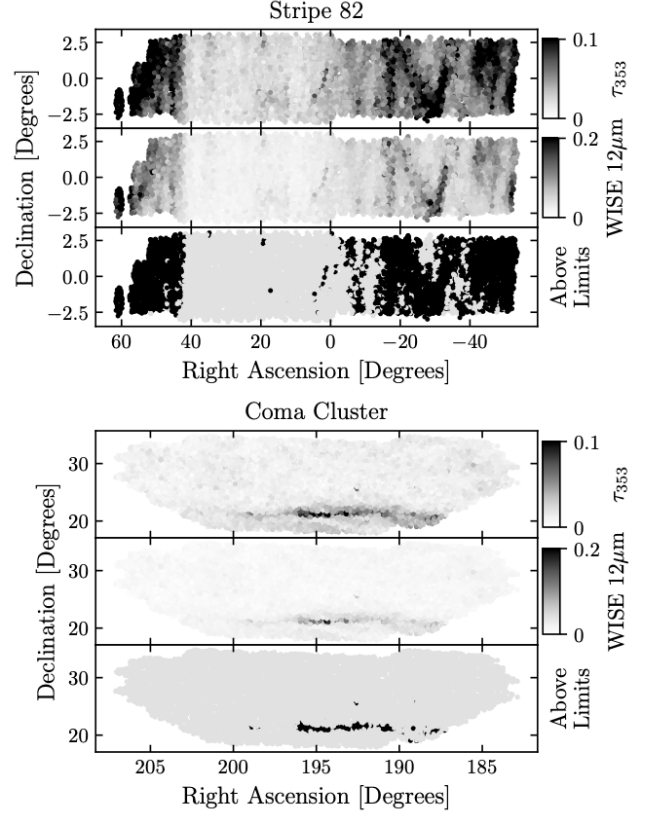 Stripe 82
Declination [Degrees]
2.5
0.0
−2.5
0.1
0
τ353
2.5
0.0
−2.5
0.2
0
WISE 12μm
2.5
0.0
−2.5
Above
Limits
60 40 20 0 −20 −40
Right Ascension [Degrees]
Coma Cluster
Declination [Degrees]
30
20
0.1
0
τ353
30
20
0.2
0
WISE 12μm
30
20
Above
Limits
205 200 195 190 185
Right Ascension [Degrees]